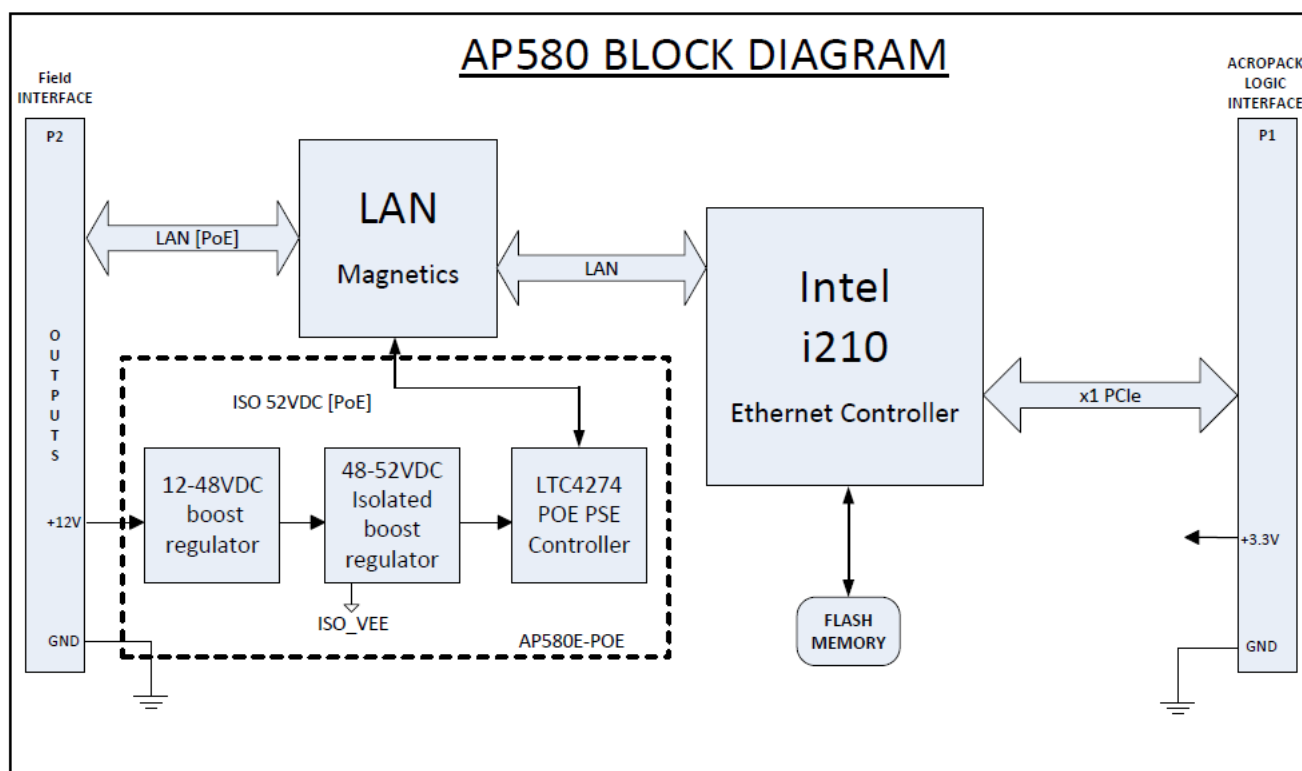 AP580 BLOCK DIAGRAM
Field
INTERFACE
P2
ACROPACK
LOGIC
INTERFACE
P1
LAN
Magnetics
LAN [PoE]
LAN
Intel
i210
Ethernet Controller
x1 PCIe
OUTPUTS
ISO 52VDC [PoE]
12-48VDC
boost
regulator
48-52VDC
Isolated
boost
regulator
LTC4274
POE PSE
Controller
+12V
ISO_VEE
GND
AP580E-POE
FLASH
MEMORY
+3.3V
GND